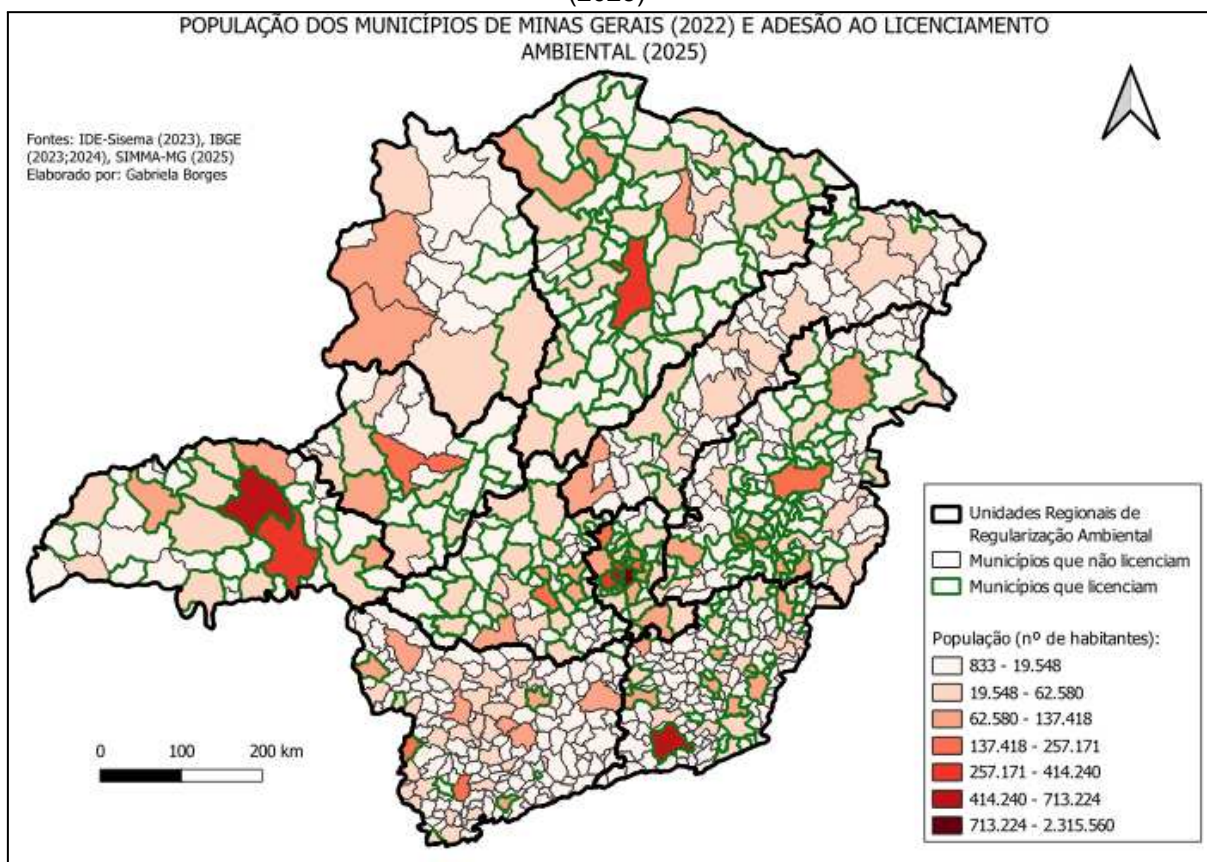 POPULAÇÃO DOS MUNICÍPIOS DE MINAS GERAIS (2022) E ADESÃO AO LICENCIAMENTO
AMBIENTAL (2025)
Fontes: IDE-Sisema (2023), IBGE
(2023;2024), SIMMA-MG (2025)
Elaborado por: Gabriela Borges
Unidades Regionais de
Regularização Ambiental
Municípios que não licenciam
Municípios que licenciam
População (nº de habitantes):
833 - 19.548
19.548 - 62.580
62.580 - 137.418
137.418 - 257.171
257.171 - 414.240
414.240 - 713.224
713.224 - 2.315.560
0 100 200 km